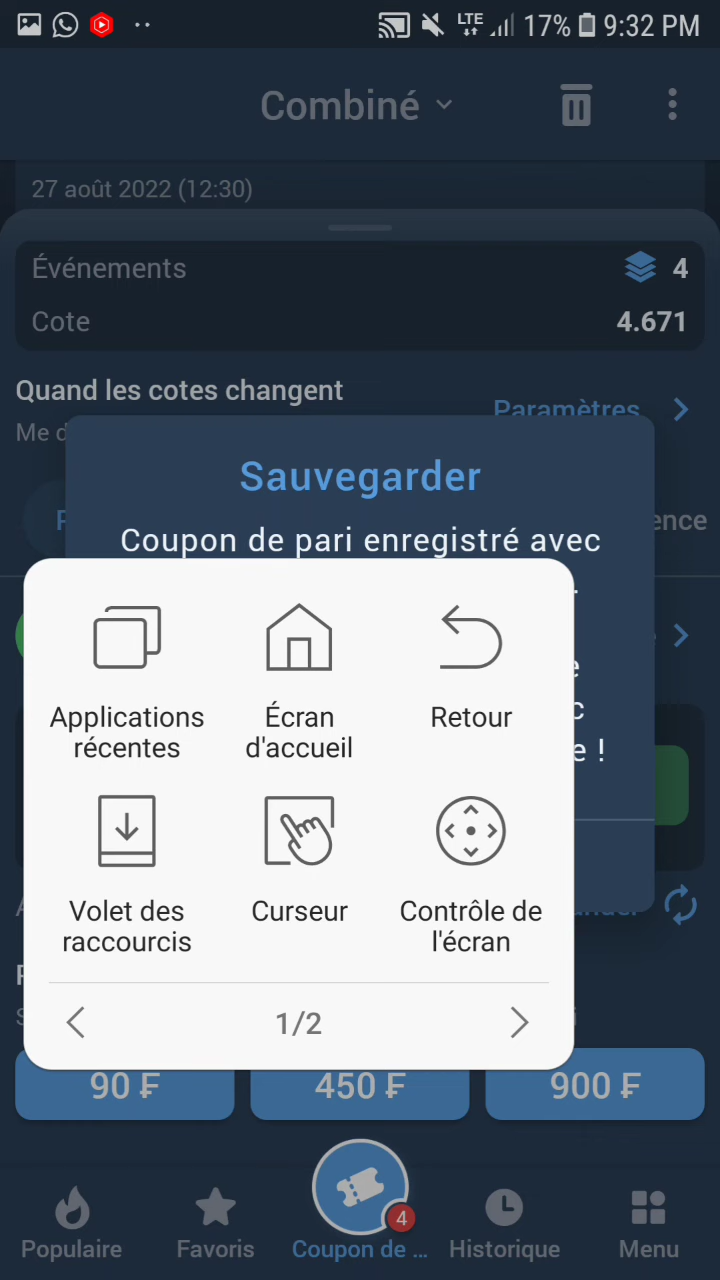 LTE 17% 9:32 PM
Combiné
27 août 2022 (12:30)
Événements 4
Cote 4.671
Quand les cotes changent
Paramètres
Me
Sauvegarder
Coupon de pari enregistré avec
e !
Applications récentes
Écran d'accueil
Retour
Volet des raccourcis
Curseur
Contrôle de l'écran
1/2
90 ₣ 450 ₣ 900 ₣
4
Populaire Favoris Coupon de ... Historique Menu